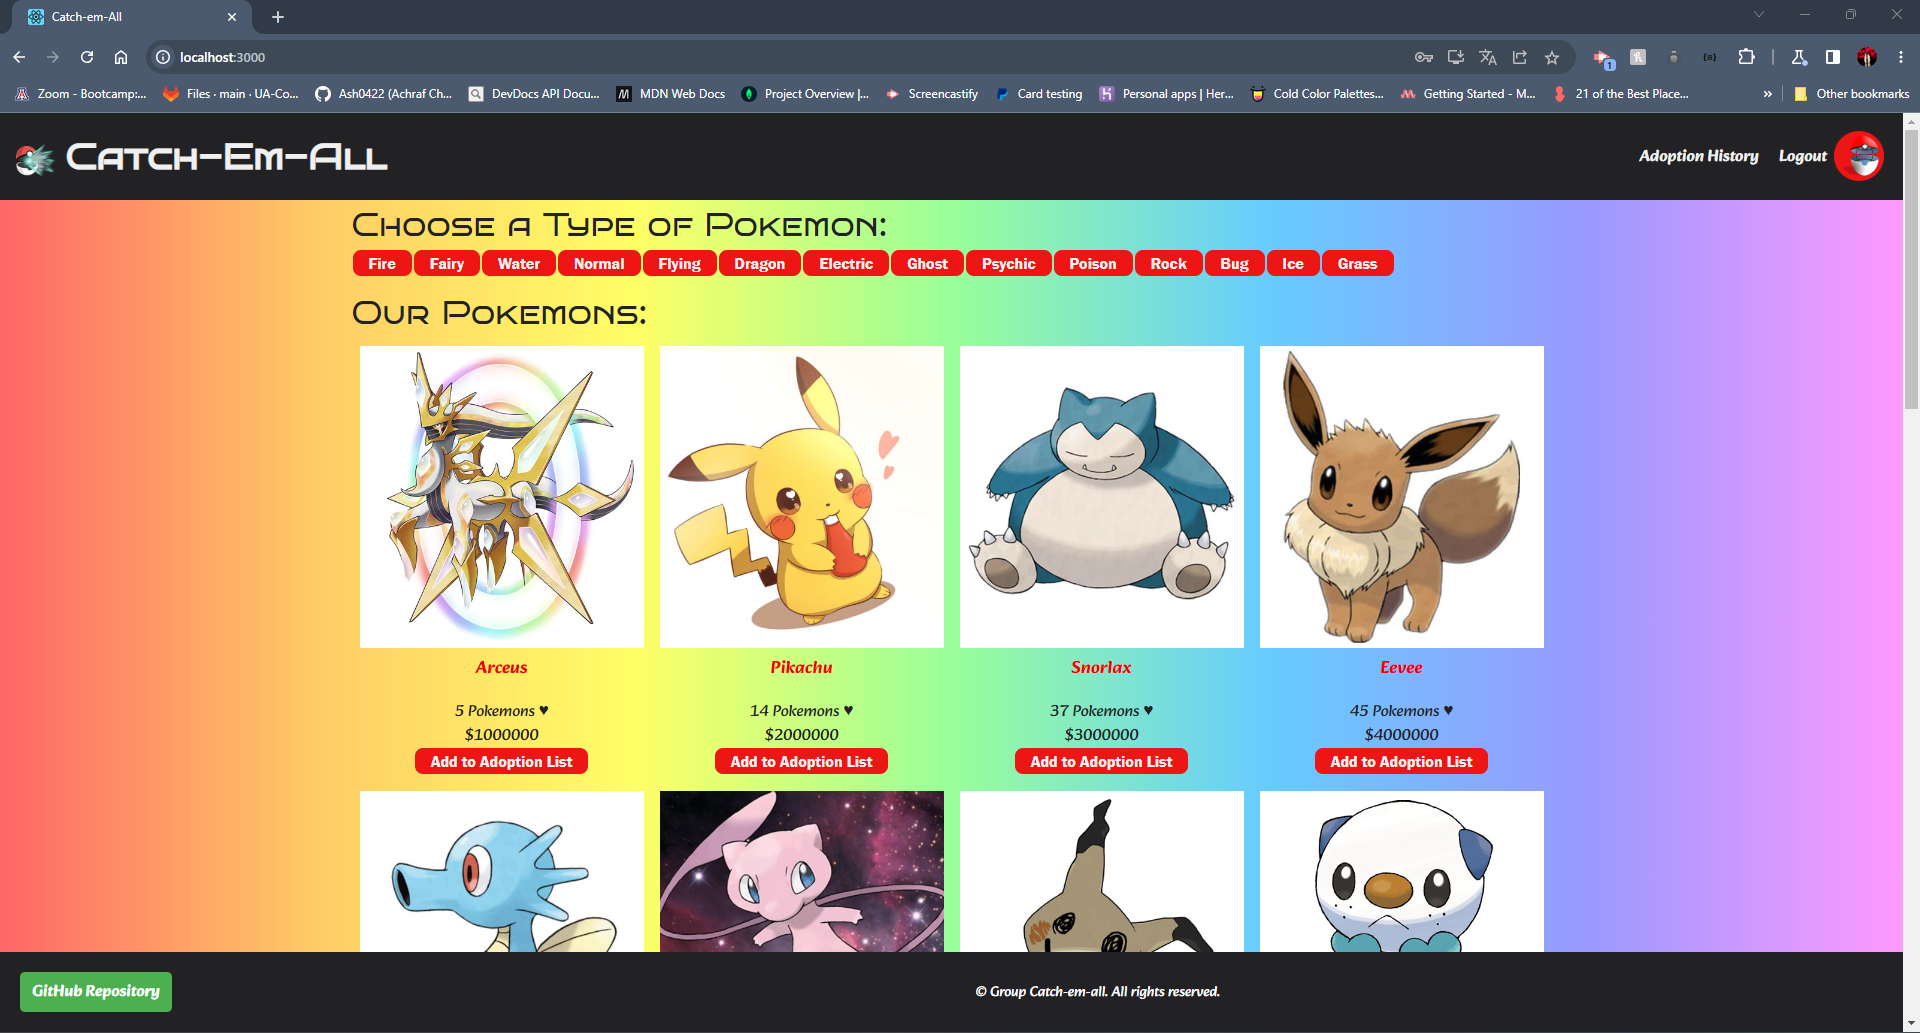 Catch-em-All
localhost:3000
1
Zoom - Bootcamp:...
Files · main · UA-Co...
Ash0422 (Achraf Ch...
DevDocs API Docu...
MDN Web Docs
Project Overview |...
Screencastify
Card testing
Personal apps | Her...
Cold Color Palettes...
Getting Started - M...
21 of the Best Place...
»
Other bookmarks
Catch-Em-All
Adoption History
Logout
Choose a Type of Pokemon:
Fire
Fairy
Water
Normal
Flying
Dragon
Electric
Ghost
Psychic
Poison
Rock
Bug
Ice
Grass
Our Pokemons:
Arceus
Pikachu
Snorlax
Eevee
5 Pokemons ♥
14 Pokemons ♥
37 Pokemons ♥
45 Pokemons ♥
$1000000
$2000000
$3000000
$4000000
Add to Adoption List
Add to Adoption List
Add to Adoption List
Add to Adoption List
GitHub Repository
© Group Catch-em-all. All rights reserved.